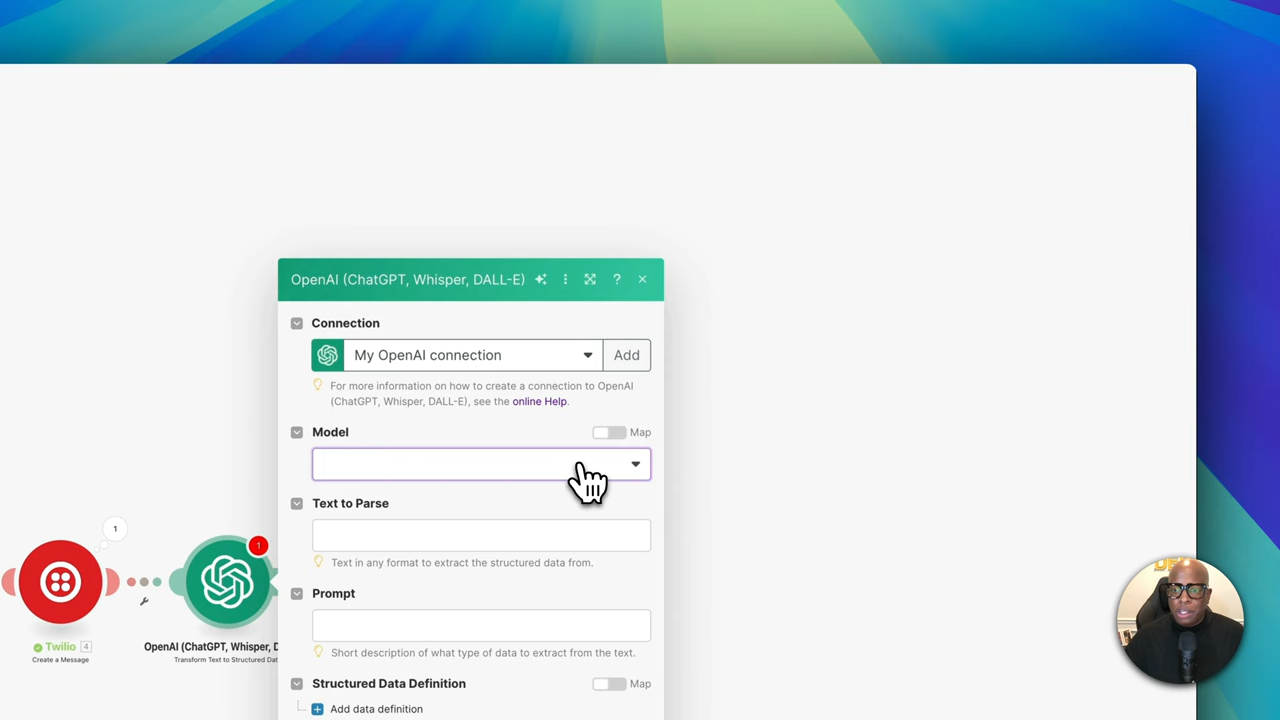 OpenAI (ChatGPT, Whisper, DALL-E)
Connection
My OpenAI connection
Add
For more information on how to create a connection to OpenAI
(ChatGPT, Whisper, DALL-E), see the online Help.
Model
Map
Text to Parse
Text in any format to extract the structured data from.
Prompt
Short description of what type of data to extract from the text.
Structured Data Definition
Map
Add data definition
1
1
Twilio 4
Create a Message
OpenAI (ChatGPT, Whisper, D
Transform Text to Structured Dat